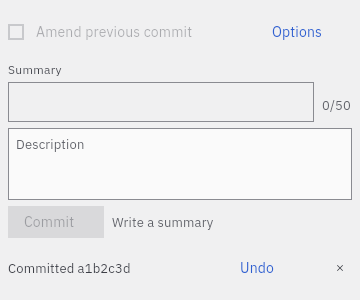 Amend previous commit Options
Summary
0/50
Description
Commit Write a summary
Committed a1b2c3d Undo ×